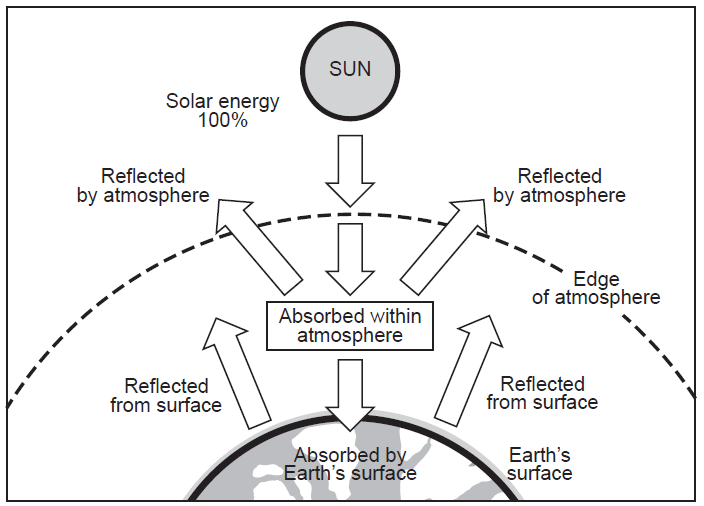 SUN
Solar energy
100%
Reflected
by atmosphere
Reflected
by atmosphere
Edge
of atmosphere
Absorbed within
atmosphere
Reflected
from surface
Reflected
from surface
Absorbed by
Earth's surface
Earth's
surface